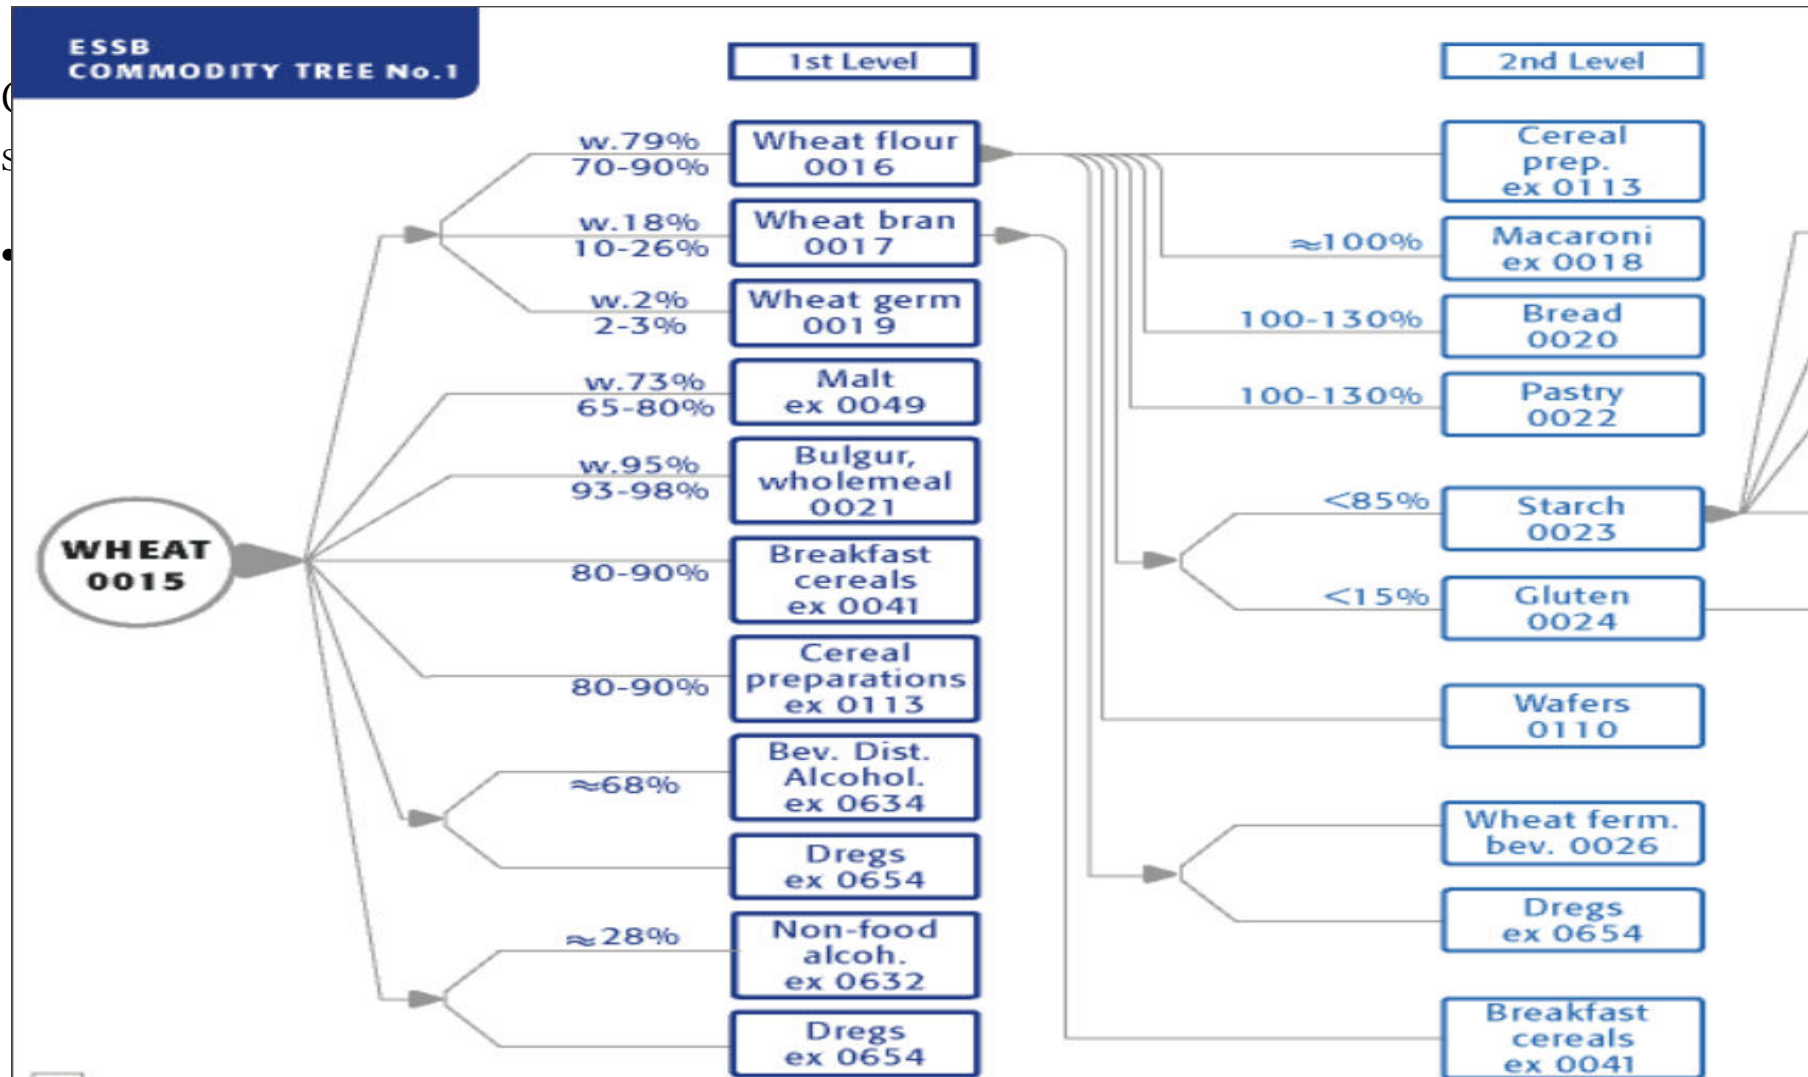 ESSB
COMMODITY TREE No.1
1st Level
2nd Level
WHEAT
0015
w.79%
70-90%
Wheat flour
0016
w.18%
10-26%
Wheat bran
0017
w.2%
2-3%
Wheat germ
0019
w.73%
65-80%
Malt
ex 0049
w.95%
93-98%
Bulgur,
wholemeal
0021
80-90%
Breakfast
cereals
ex 0041
80-90%
Cereal
preparations
ex 0113
≈68%
Bev. Dist.
Alcohol.
ex 0634
Dregs
ex 0654
≈28%
Non-food
alcoh.
ex 0632
Dregs
ex 0654
Cereal
prep.
ex 0113
≈100%
Macaroni
ex 0018
100-130%
Bread
0020
100-130%
Pastry
0022
<85%
Starch
0023
<15%
Gluten
0024
Wafers
0110
Wheat ferm.
bev. 0026
Dregs
ex 0654
Breakfast
cereals
ex 0041